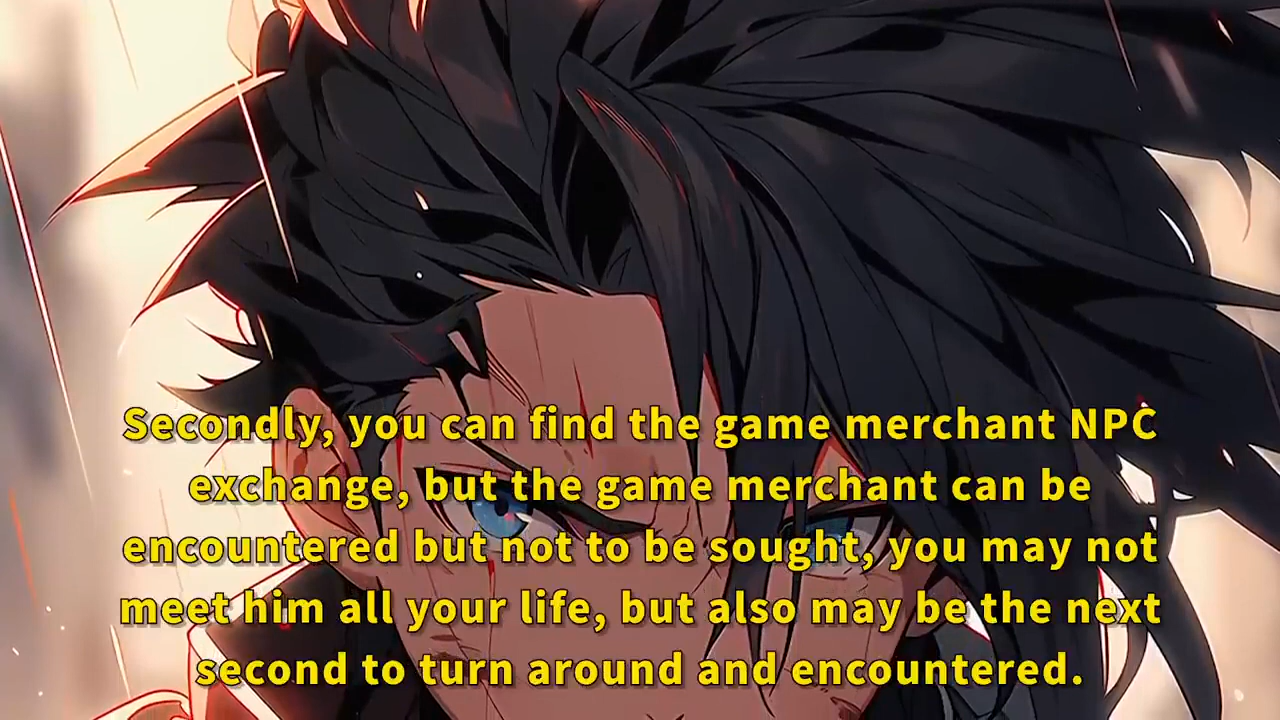 Secondly, you can find the game merchant NPC
exchange, but the game merchant can be
encountered but not to be sought, you may not
meet him all your life, but also may be the next
second to turn around and encountered.